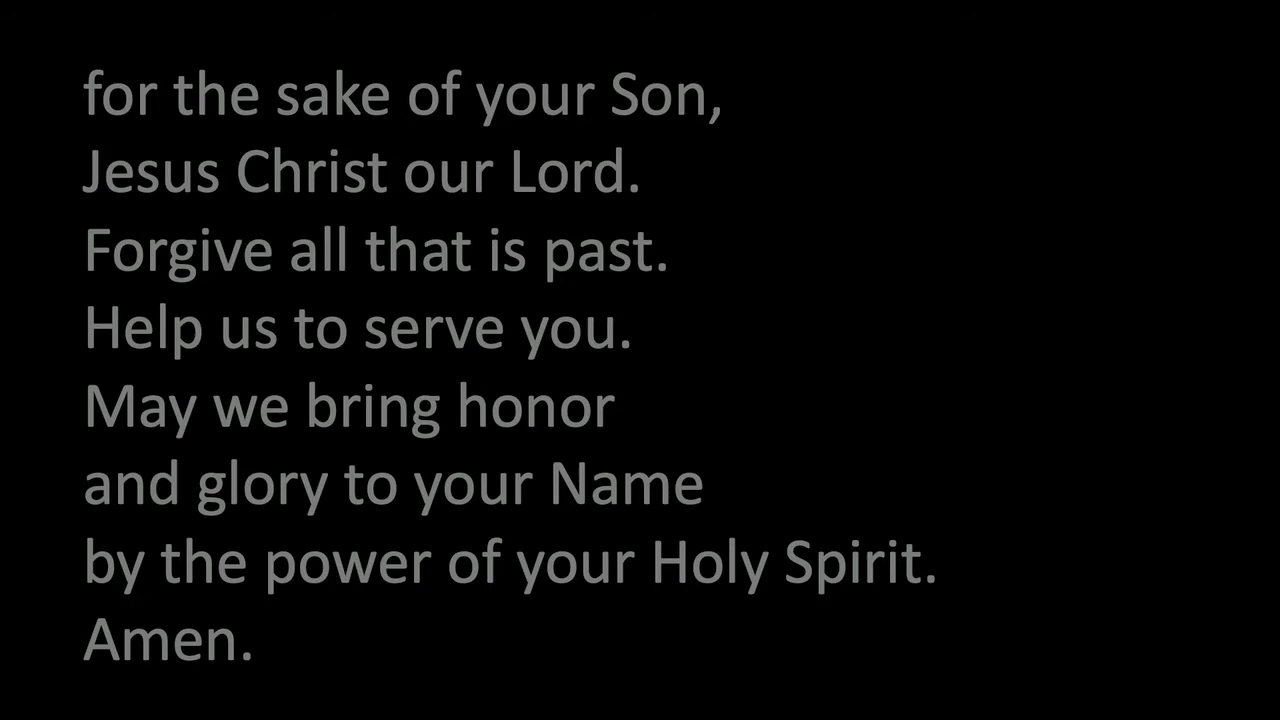 for the sake of your Son,
Jesus Christ our Lord.
Forgive all that is past.
Help us to serve you.
May we bring honor
and glory to your Name
by the power of your Holy Spirit.
Amen.